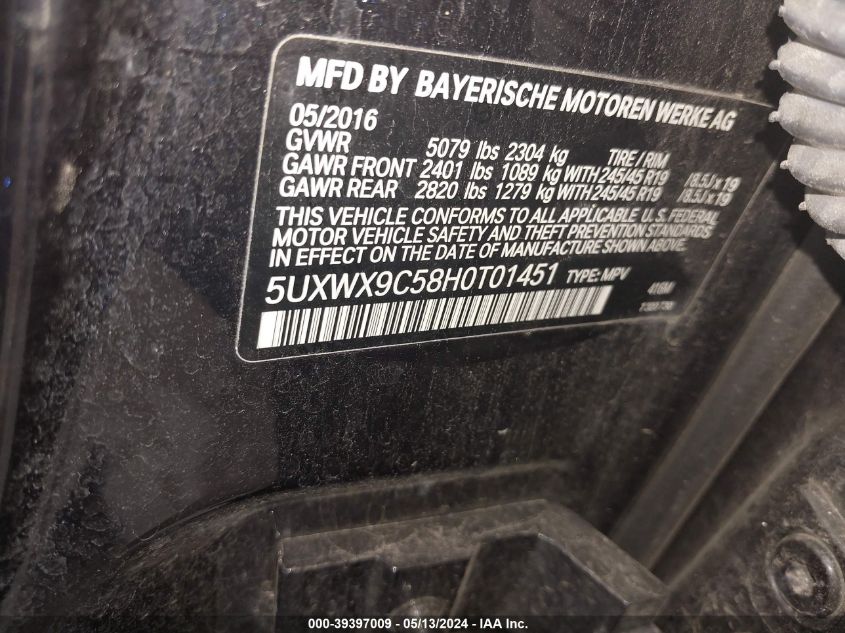 MFD BY BAYERISCHE MOTOREN WERKE AG
05/2016
GVWR 5079 lbs 2304 kg TIRE / RIM
GAWR FRONT 2401 lbs 1089 kg WITH 245/45 R19 /8.5J x 19
GAWR REAR 2820 lbs 1279 kg WITH 245/45 R19 /8.5J x 19
THIS VEHICLE CONFORMS TO ALL APPLICABLE U.S. FEDERAL
MOTOR VEHICLE SAFETY AND THEFT PREVENTION STANDARDS
IN EFFECT ON THE DATE OF MANUFACTURE SHOWN ABOVE.
5UXWX9C58H0T01451 TYPE: MPV
000-39397009 - 05/13/2024 - IAA Inc.